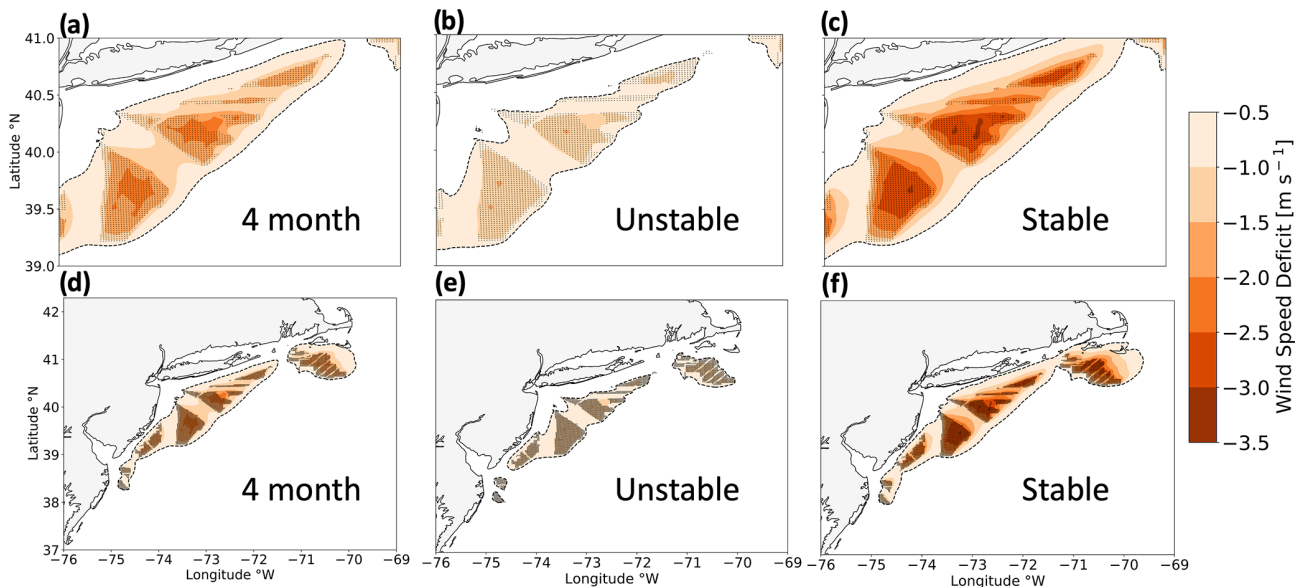 (a)
(b)
(c)
41.0
40.5
40.0
39.5
39.0
Latitude °N
4 month
Unstable
Stable
(d)
(e)
(f)
42
41
40
39
38
37
Latitude °N
4 month
Unstable
Stable
−76 −75 −74 −73 −72 −71 −70 −69
−76 −75 −74 −73 −72 −71 −70 −69
−76 −75 −74 −73 −72 −71 −70 −69
Longitude °W
Longitude °W
Longitude °W
−0.5
−1.0
−1.5
−2.0
−2.5
−3.0
−3.5
Wind Speed Deficit [m s⁻¹]